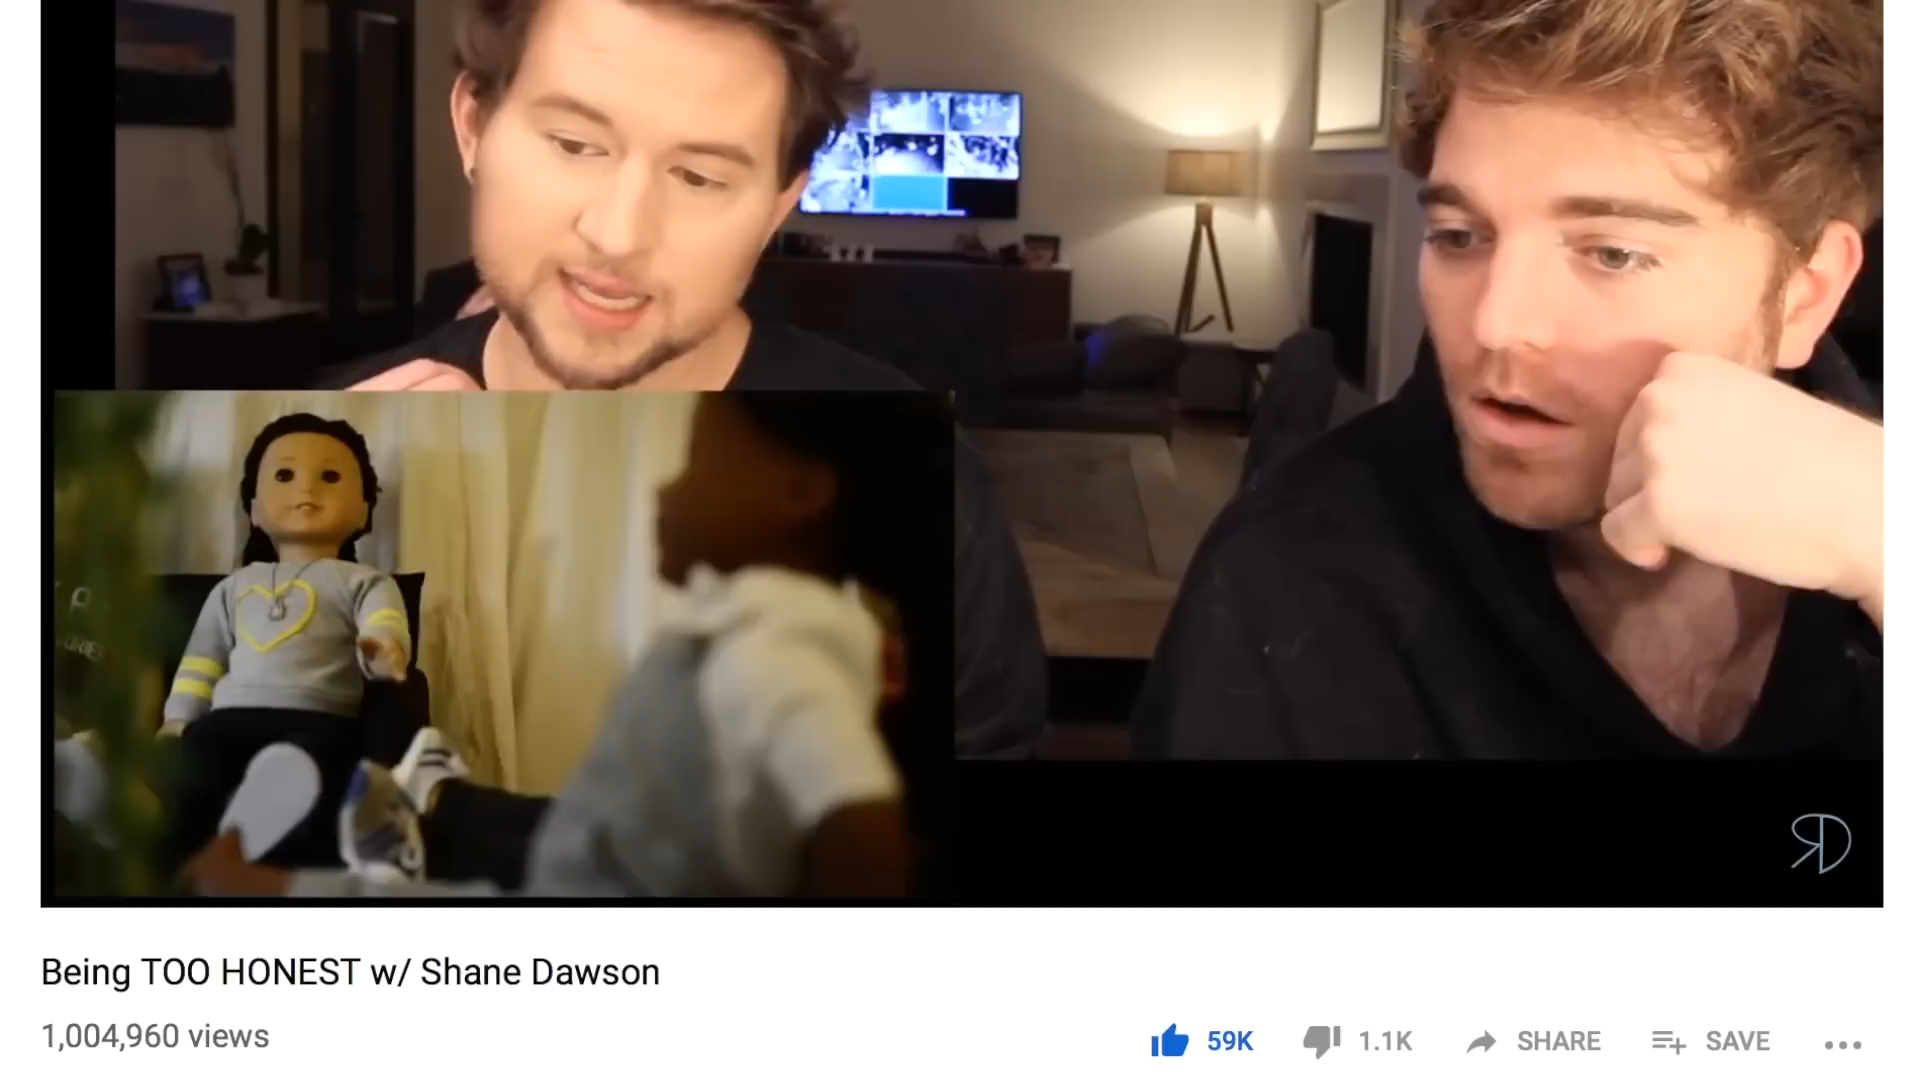 Being TOO HONEST w/ Shane Dawson
1,004,960 views
59K
1.1K
SHARE
SAVE